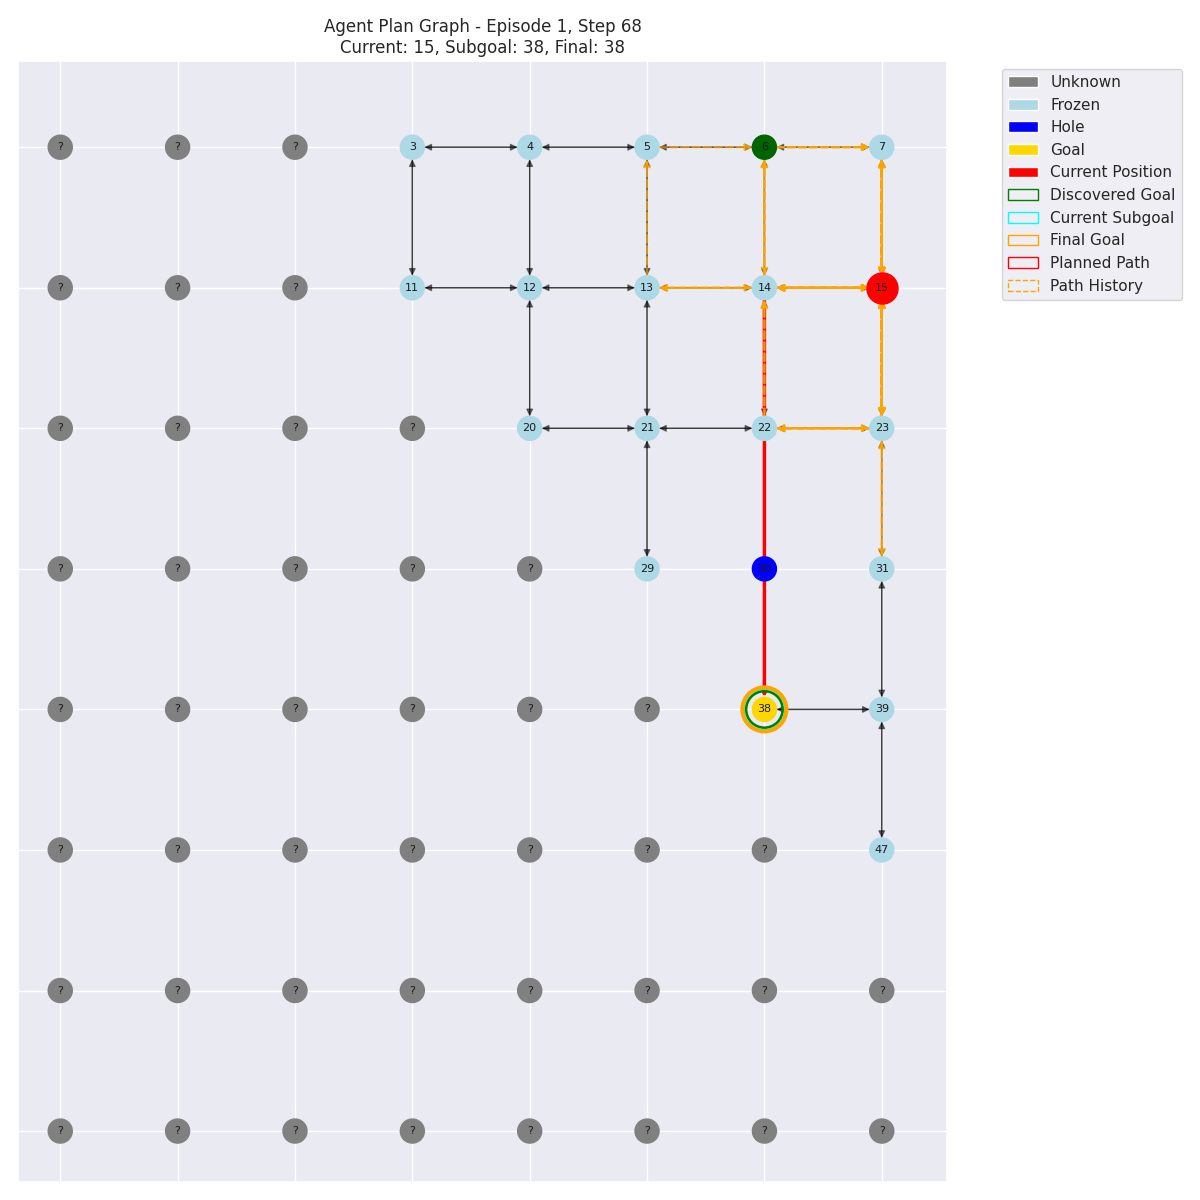 Agent Plan Graph - Episode 1, Step 68
Current: 15, Subgoal: 38, Final: 38
Unknown
Frozen
Hole
Goal
Current Position
Discovered Goal
Current Subgoal
Final Goal
Planned Path
Path History
? ? ? 3 4 5 6 7
? ? ? 11 12 13 14 15
? ? ? ? 20 21 22 23
? ? ? ? ? 29 30 31
? ? ? ? ? ? 38 39
? ? ? ? ? ? ? 47
? ? ? ? ? ? ? ?
? ? ? ? ? ? ? ?